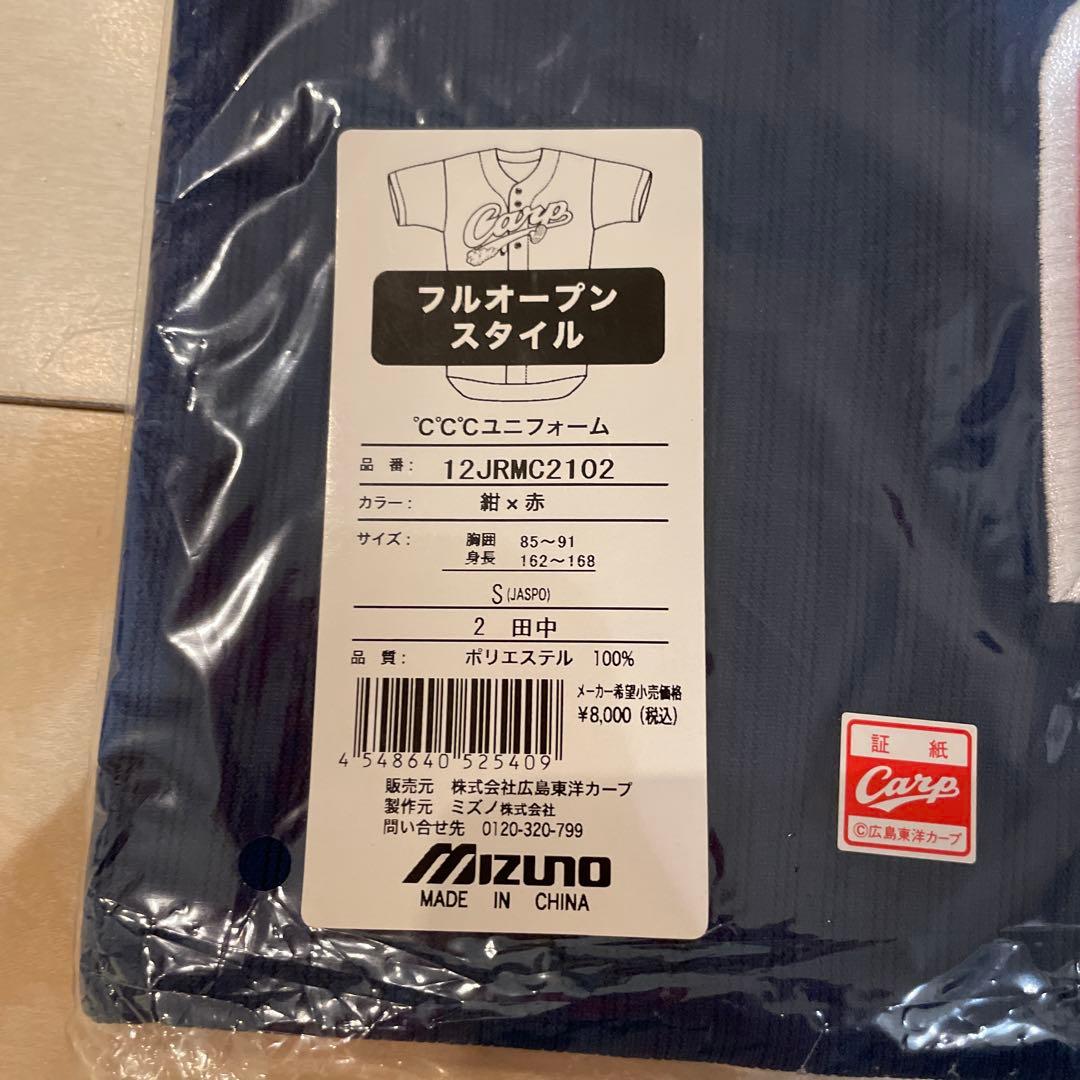 Carp
フルオープン
スタイル
℃℃℃ユニフォーム
品 番: 12JRMC2102
カラー: 紺×赤
サイズ: 胸囲 85〜91
身長 162〜168
S(JASPO)
2 田中
品 質: ポリエステル 100%
メーカー希望小売価格
¥8,000 (税込)
4 548640 525409
販売元 株式会社広島東洋カープ
製作元 ミズノ株式会社
問い合せ先 0120-320-799
MIZUNO
MADE IN CHINA
証 紙
Carp
©広島東洋カープ